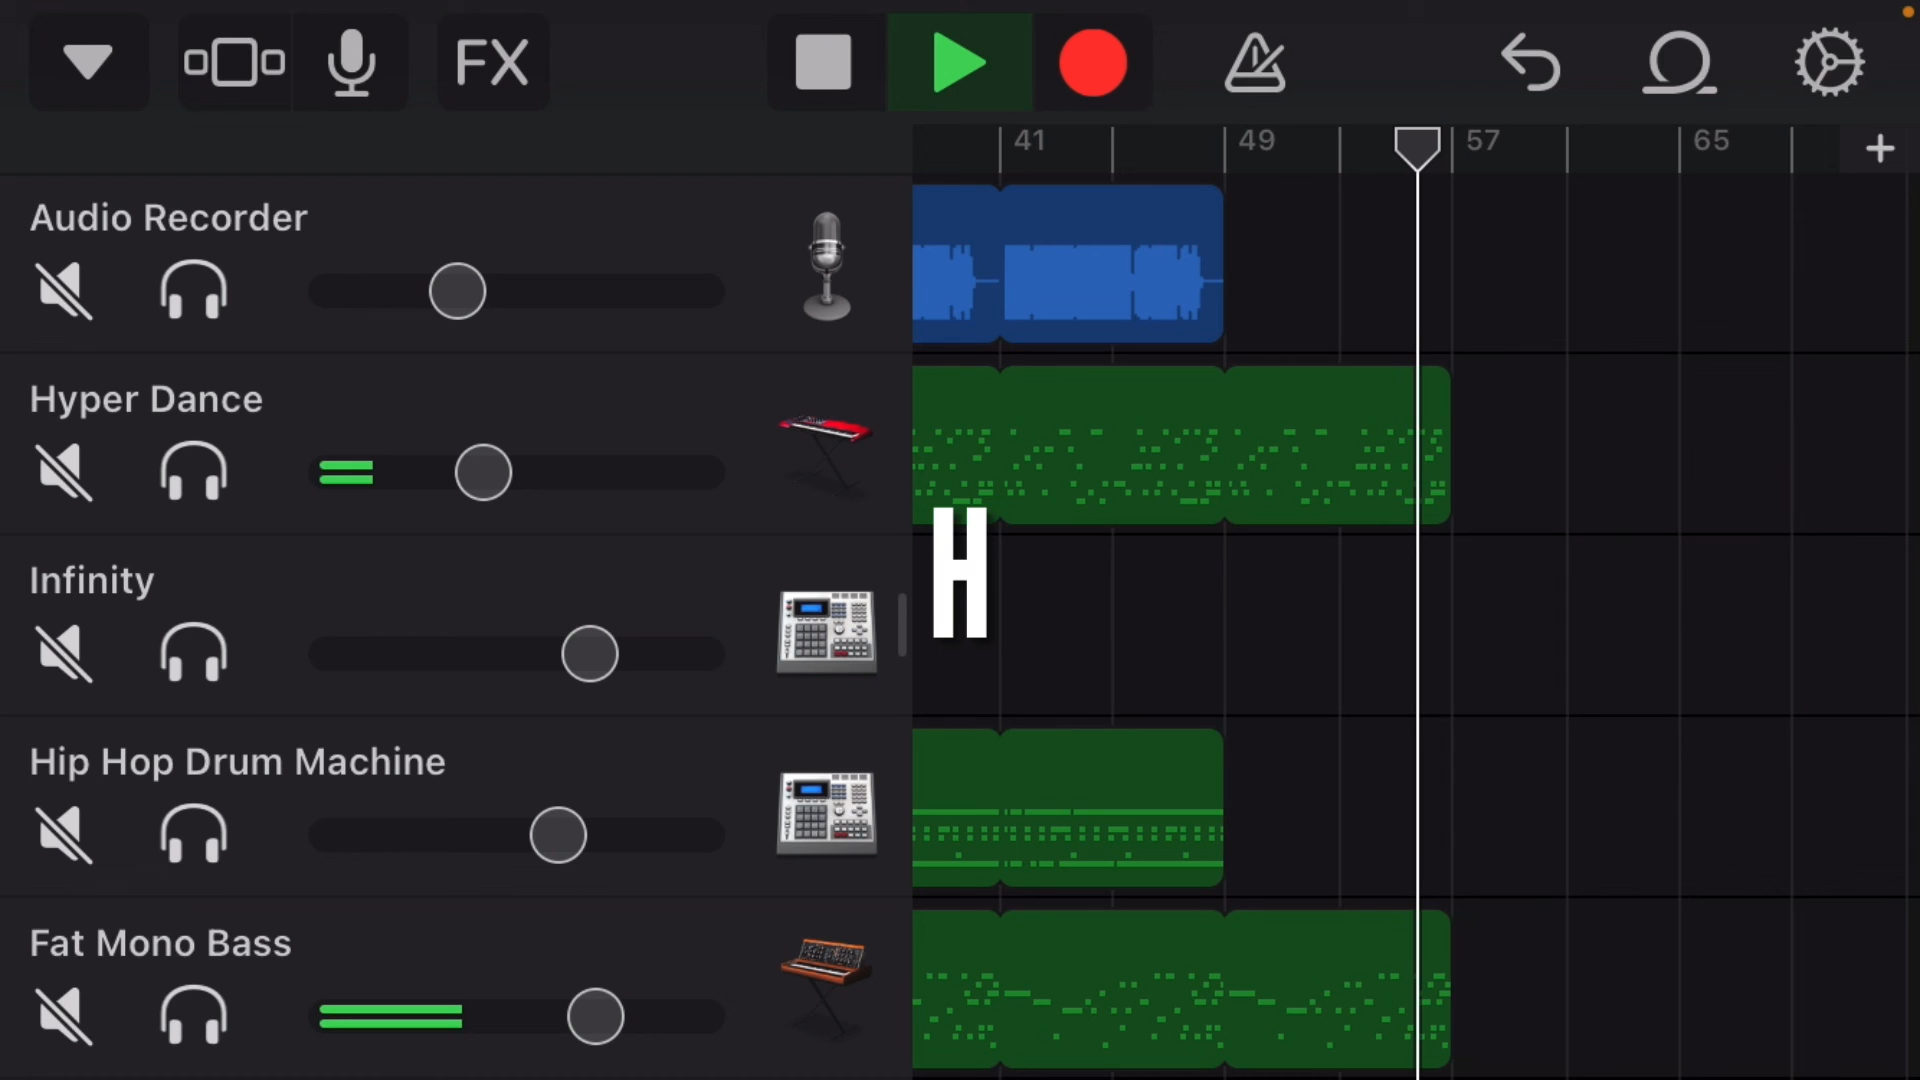 FX
41 49 57 65
Audio Recorder
Hyper Dance
H
Infinity
Hip Hop Drum Machine
Fat Mono Bass